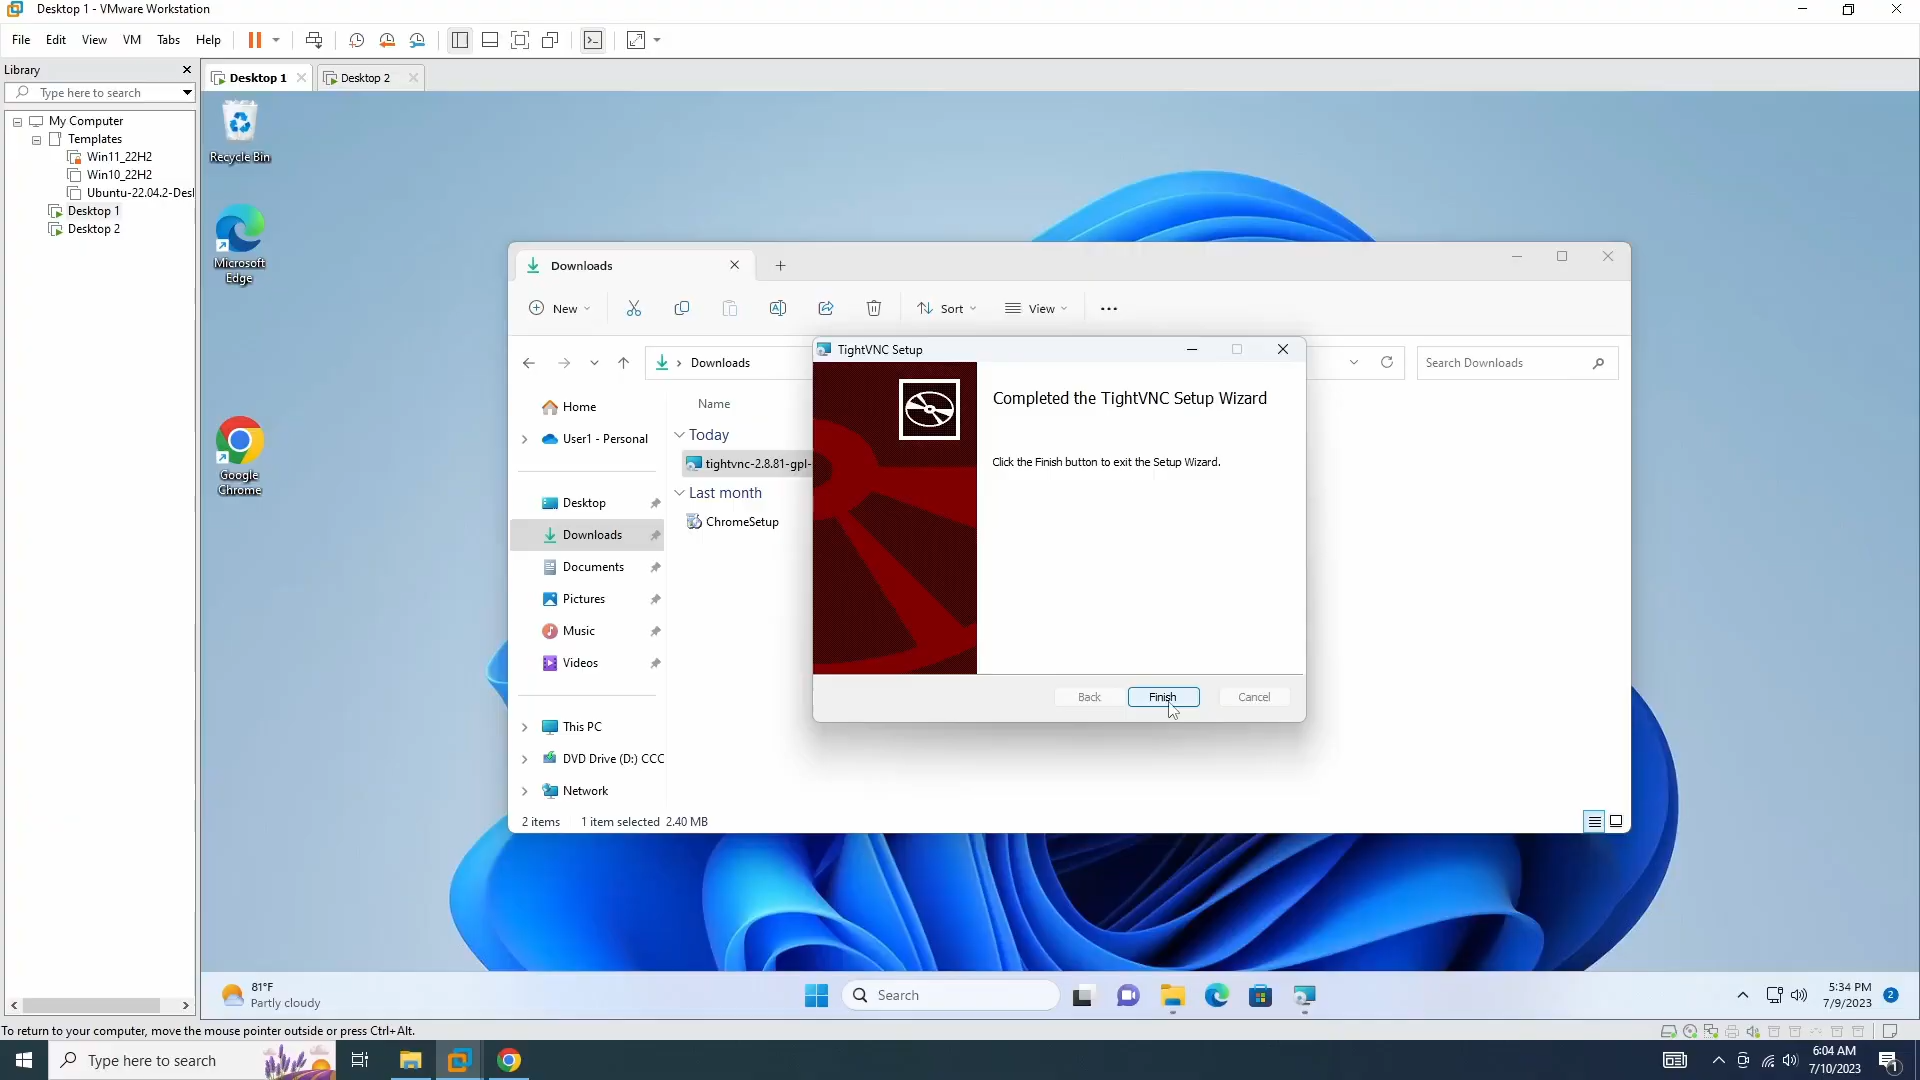 Desktop 1 - VMware Workstation
File Edit View VM Tabs Help
Library
Type here to search
My Computer
Templates
Win11_22H2
Win10_22H2
Ubuntu-22.04.2-Desl
Desktop 1
Desktop 2
Desktop 1
Desktop 2
Recycle Bin
Microsoft
Edge
Google
Chrome
Downloads
New
Sort
View
Downloads
Search Downloads
Home
User1 - Personal
Desktop
Downloads
Documents
Pictures
Music
Videos
This PC
DVD Drive (D:) CCC
Network
Name
Today
tightvnc-2.8.81-gpl-
Last month
ChromeSetup
2 items 1 item selected 2.40 MB
TightVNC Setup
Completed the TightVNC Setup Wizard
Click the Finish button to exit the Setup Wizard.
Back Finish Cancel
81°F
Partly cloudy
Search
5:34 PM
7/9/2023
2
To return to your computer, move the mouse pointer outside or press Ctrl+Alt.
Type here to search
6:04 AM
7/10/2023
1